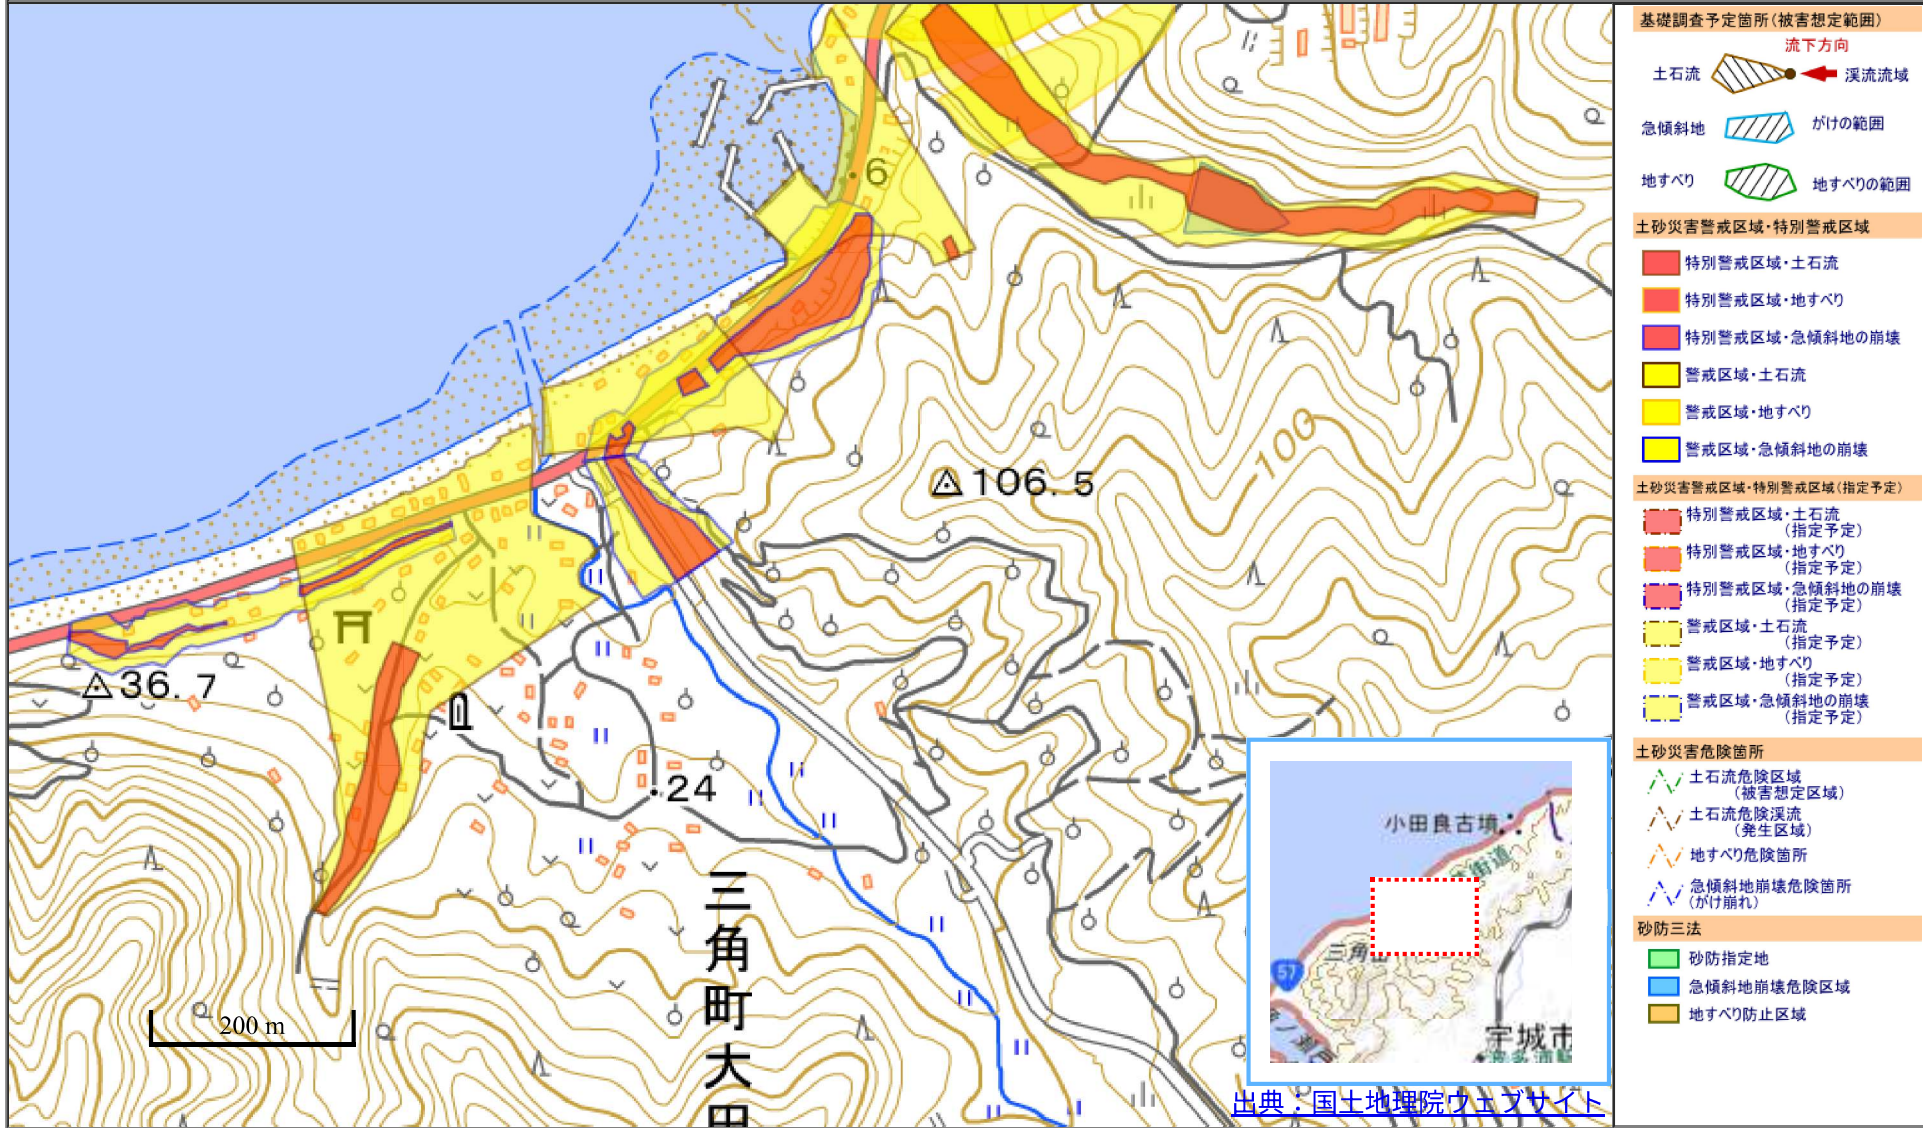 6
106.5
100
36.7
24
三角町大田
200 m
小田良古墳
街道
三角
57
宇城市
出典：国土地理院ウェブサイト
基礎調査予定箇所(被害想定範囲)
流下方向
土石流
渓流流域
急傾斜地
がけの範囲
地すべり
地すべりの範囲
土砂災害警戒区域・特別警戒区域
特別警戒区域・土石流
特別警戒区域・地すべり
特別警戒区域・急傾斜地の崩壊
警戒区域・土石流
警戒区域・地すべり
警戒区域・急傾斜地の崩壊
土砂災害警戒区域・特別警戒区域(指定予定)
特別警戒区域・土石流
(指定予定)
特別警戒区域・地すべり
(指定予定)
特別警戒区域・急傾斜地の崩壊
(指定予定)
警戒区域・土石流
(指定予定)
警戒区域・地すべり
(指定予定)
警戒区域・急傾斜地の崩壊
(指定予定)
土砂災害危険箇所
土石流危険区域
(被害想定区域)
土石流危険渓流
(発生区域)
地すべり危険箇所
急傾斜地崩壊危険箇所
(がけ崩れ)
砂防三法
砂防指定地
急傾斜地崩壊危険区域
地すべり防止区域